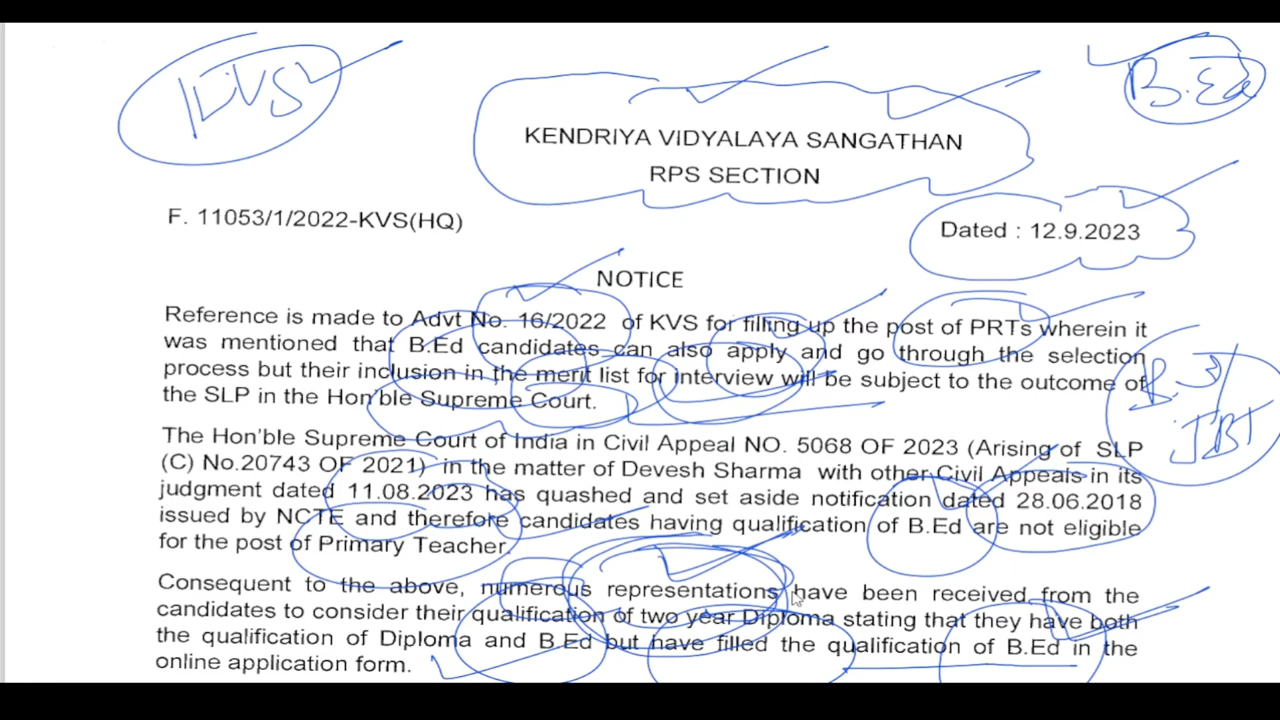 KVS
B.Ed
KENDRIYA VIDYALAYA SANGATHAN
RPS SECTION
F. 11053/1/2022-KVS(HQ)
Dated : 12.9.2023
NOTICE
Reference is made to Advt No. 16/2022 of KVS for filling up the post of PRTs wherein it
was mentioned that B.Ed candidates can also apply and go through the selection
process but their inclusion in the merit list for interview will be subject to the outcome of
the SLP in the Hon'ble Supreme Court.
JBT
The Hon'ble Supreme Court of India in Civil Appeal NO. 5068 OF 2023 (Arising of SLP
(C) No.20743 OF 2021) in the matter of Devesh Sharma with other Civil Appeals in its
judgment dated 11.08.2023 has quashed and set aside notification dated 28.06.2018
issued by NCTE and therefore candidates having qualification of B.Ed are not eligible
for the post of Primary Teacher.
Consequent to the above, numerous representations have been received from the
candidates to consider their qualification of two year Diploma stating that they have both
the qualification of Diploma and B.Ed but have filled the qualification of B.Ed in the
online application form.